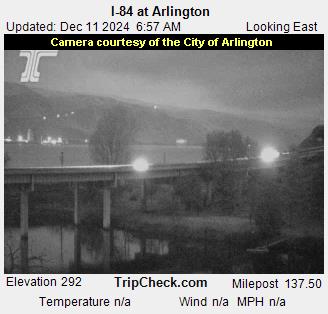 I-84 at Arlington
Updated: Dec 11 2024 6:57 AM Looking East
Camera courtesy of the City of Arlington
Elevation 292 TripCheck.com Milepost 137.50
Temperature n/a Wind n/a MPH n/a